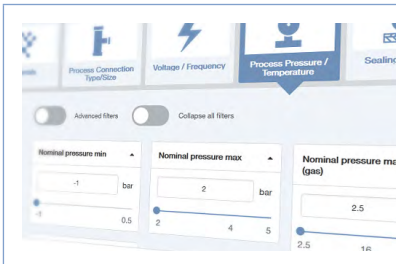 Process Connection
Type/Size
Voltage / Frequency
Process Pressure /
Temperature
Sealing
Advanced filters
Collapse all filters
Nominal pressure min
-1
bar
-1
0.5
Nominal pressure max
2
bar
2
4
5
Nominal pressure ma
(gas)
2.5
2.5
16